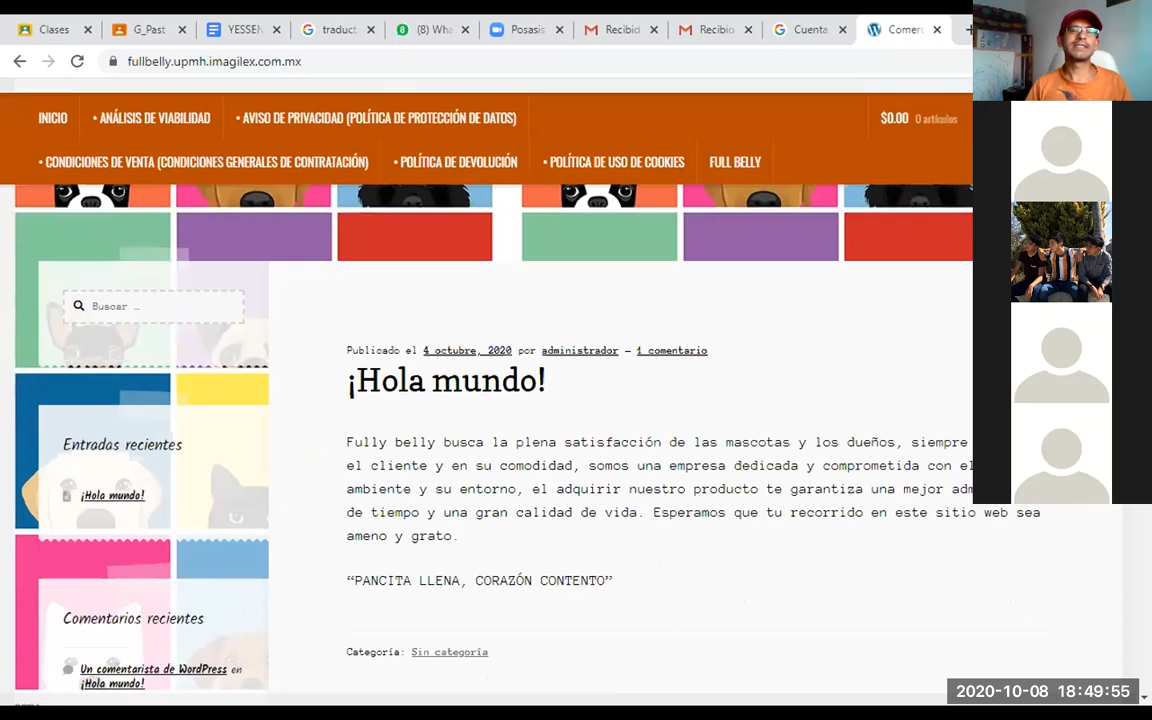 Clases
G_Past
YESSEN
traduct
(8) Wha
Posasis
Recibid
Recibio
Cuenta
Comer
fullbelly.upmh.imagilex.com.mx
INICIO
• ANÁLISIS DE VIABILIDAD
• AVISO DE PRIVACIDAD (POLÍTICA DE PROTECCIÓN DE DATOS)
$0.00 0 artículos
• CONDICIONES DE VENTA (CONDICIONES GENERALES DE CONTRATACIÓN)
• POLÍTICA DE DEVOLUCIÓN
• POLÍTICA DE USO DE COOKIES
FULL BELLY
Buscar …
Publicado el 4 octubre, 2020 por administrador — 1 comentario
¡Hola mundo!
Fully belly busca la plena satisfacción de las mascotas y los dueños, siempre
el cliente y en su comodidad, somos una empresa dedicada y comprometida con el
ambiente y su entorno, el adquirir nuestro producto te garantiza una mejor adm
de tiempo y una gran calidad de vida. Esperamos que tu recorrido en este sitio web sea
ameno y grato.
“PANCITA LLENA, CORAZÓN CONTENTO”
Categoría: Sin categoría
Entradas recientes
¡Hola mundo!
Comentarios recientes
Un comentarista de WordPress en
¡Hola mundo!
2020-10-08 18:49:55